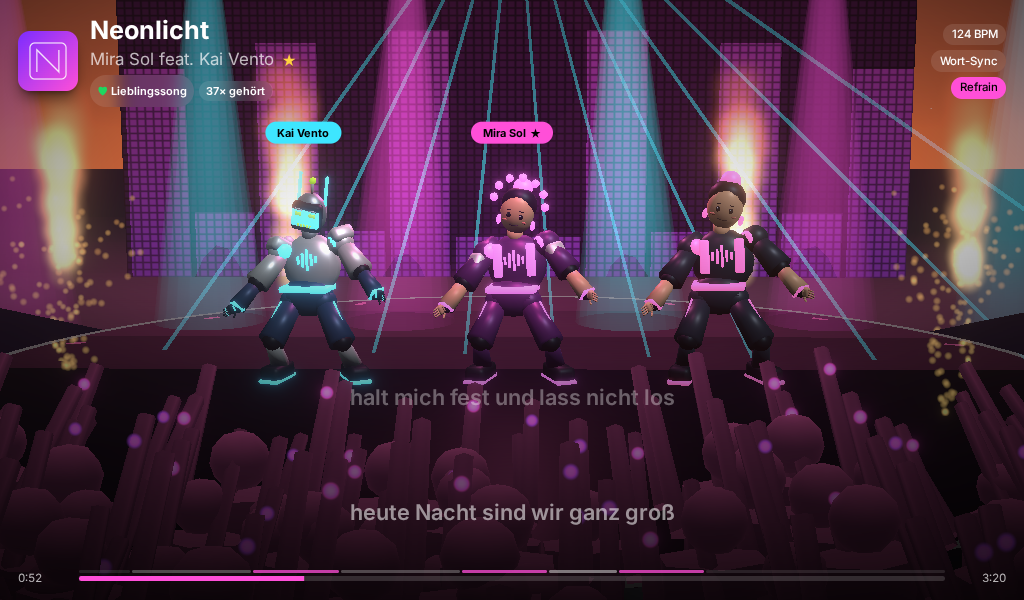 Neonlicht
Mira Sol feat. Kai Vento ★
Lieblingssong
37× gehört
124 BPM
Wort-Sync
Refrain
Kai Vento
Mira Sol ★
halt mich fest und lass nicht los
heute Nacht sind wir ganz groß
0:52
3:20